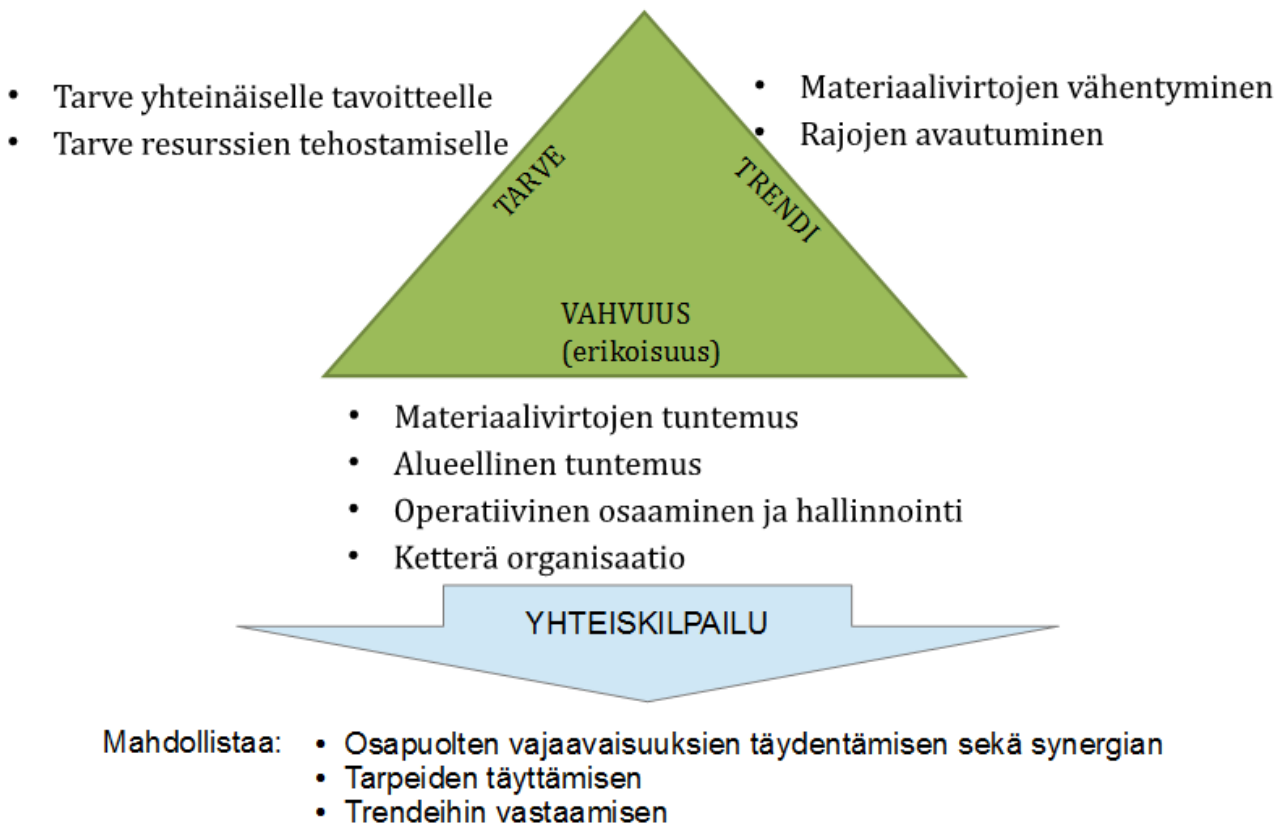 • Tarve yhteinäiselle tavoitteelle
• Tarve resurssien tehostamiselle
• Materiaalivirtojen vähentyminen
• Rajojen avautuminen
TARVE
TRENDI
VAHVUUS
(erikoisuus)
• Materiaalivirtojen tuntemus
• Alueellinen tuntemus
• Operatiivinen osaaminen ja hallinnointi
• Ketterä organisaatio
YHTEISKILPAILU
Mahdollistaa: • Osapuolten vajaavaisuuksien täydentämisen sekä synergian
• Tarpeiden täyttämisen
• Trendeihin vastaamisen